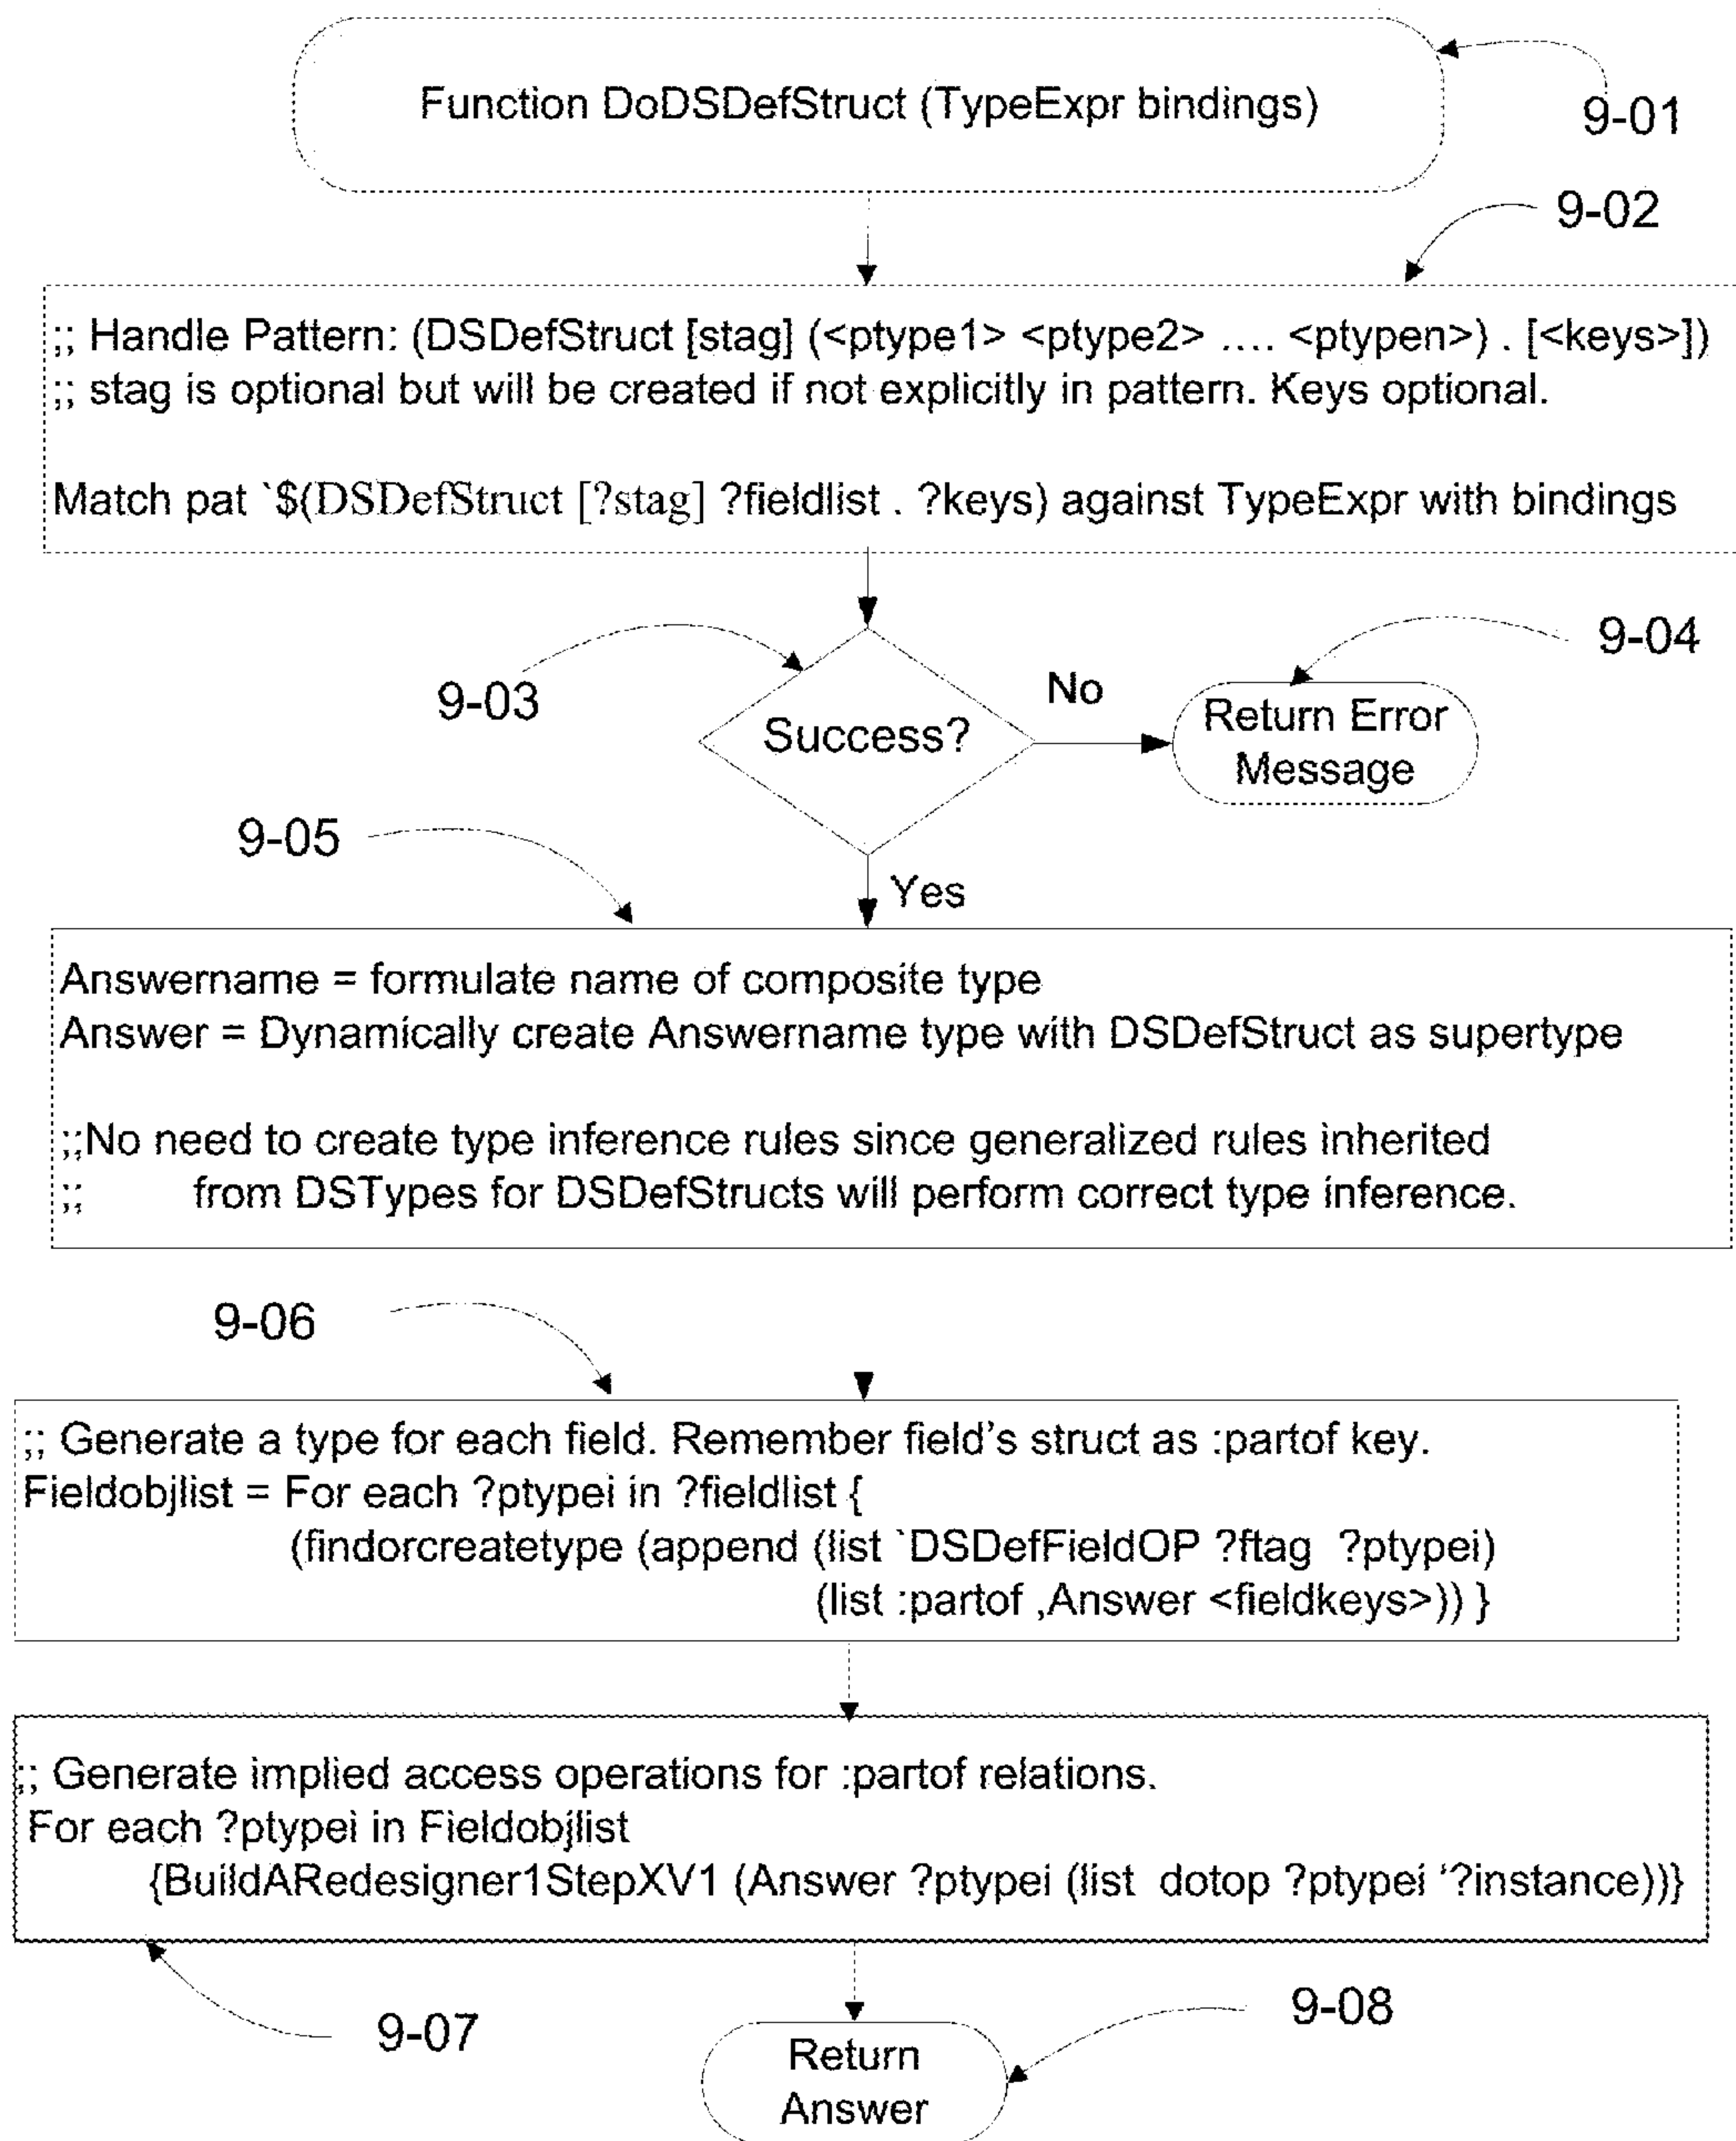 Function DoDSDefStruct (TypeExpr bindings)
9-01
9-02
;; Handle Pattern: (DSDefStruct [stag] (<ptype1> <ptype2> .... <ptypen>) . [<keys>])
;; stag is optional but will be created if not explicitly in pattern. Keys optional.
Match pat `$(DSDefStruct [?stag] ?fieldlist . ?keys) against TypeExpr with bindings
9-03
Success?
No
9-04
Return Error
Message
9-05
Yes
Answername = formulate name of composite type
Answer = Dynamically create Answername type with DSDefStruct as supertype
;;No need to create type inference rules since generalized rules inherited
;; from DSTypes for DSDefStructs will perform correct type inference.
9-06
;; Generate a type for each field. Remember field's struct as :partof key.
Fieldobjlist = For each ?ptypei in ?fieldlist {
(findorcreatetype (append (list `DSDefFieldOP ?ftag ?ptypei)
(list :partof ,Answer <fieldkeys>)) }
;; Generate implied access operations for :partof relations.
For each ?ptypei in Fieldobjlist
{BuildARedesigner1StepXV1 (Answer ?ptypei (list dotop ?ptypei '?instance))}
9-07
9-08
Return
Answer